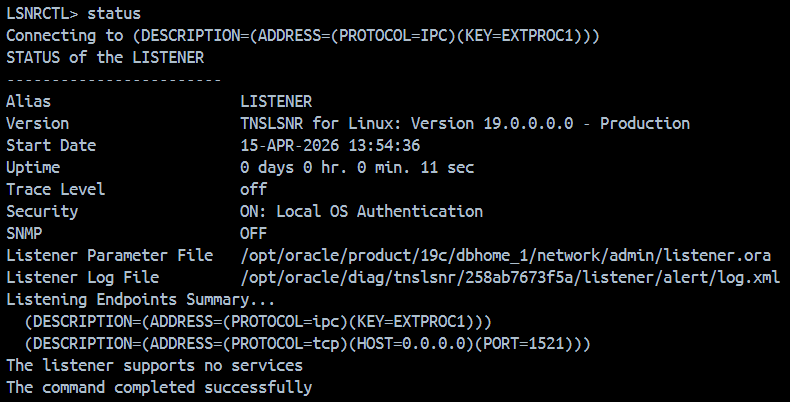 LSNRCTL> status
Connecting to (DESCRIPTION=(ADDRESS=(PROTOCOL=IPC)(KEY=EXTPROC1)))
STATUS of the LISTENER
------------------------
Alias                     LISTENER
Version                   TNSLSNR for Linux: Version 19.0.0.0.0 - Production
Start Date                15-APR-2026 13:54:36
Uptime                    0 days 0 hr. 0 min. 11 sec
Trace Level               off
Security                  ON: Local OS Authentication
SNMP                      OFF
Listener Parameter File   /opt/oracle/product/19c/dbhome_1/network/admin/listener.ora
Listener Log File         /opt/oracle/diag/tnslsnr/258ab7673f5a/listener/alert/log.xml
Listening Endpoints Summary...
  (DESCRIPTION=(ADDRESS=(PROTOCOL=ipc)(KEY=EXTPROC1)))
  (DESCRIPTION=(ADDRESS=(PROTOCOL=tcp)(HOST=0.0.0.0)(PORT=1521)))
The listener supports no services
The command completed successfully